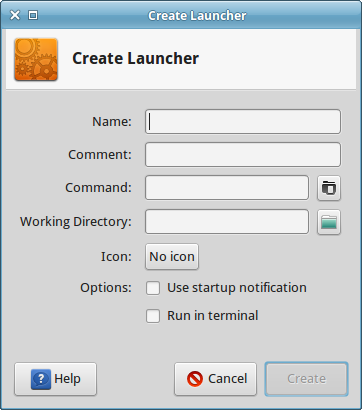 Create Launcher
Create Launcher
Name:
Comment:
Command:
Working Directory:
Icon: No icon
Options: Use startup notification
Run in terminal
? Help Cancel Create